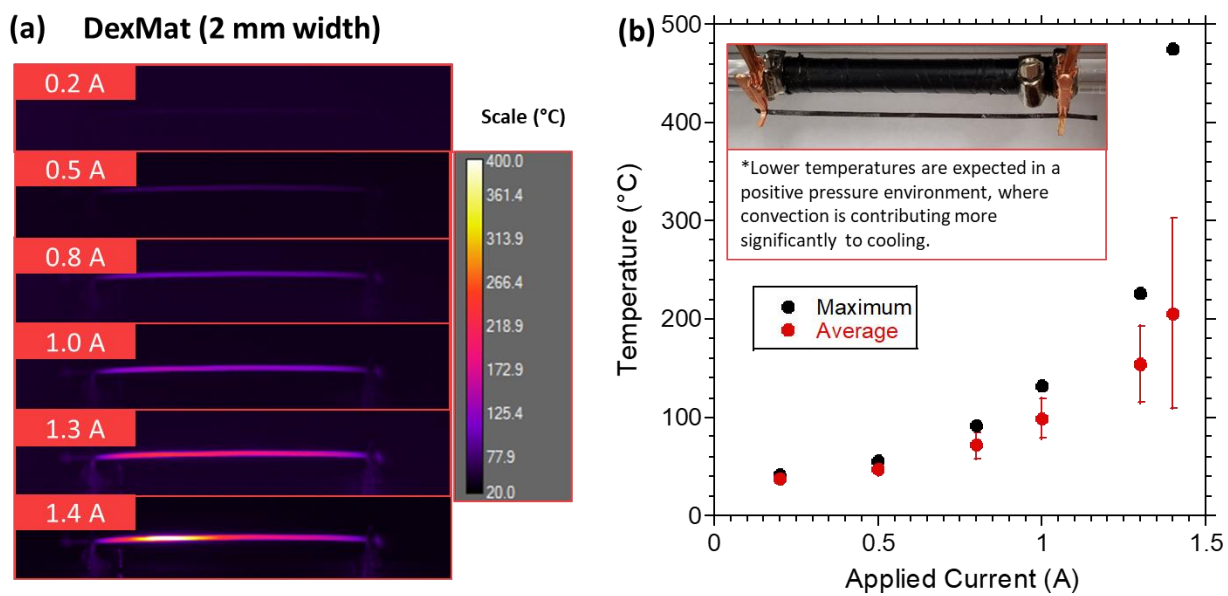 (a) DexMat (2 mm width)
0.2 A
0.5 A
0.8 A
1.0 A
1.3 A
1.4 A
Scale (°C)
400.0
361.4
313.9
266.4
218.9
172.9
125.4
77.9
20.0
(b)
Temperature (°C)
500
400
300
200
100
0
*Lower temperatures are expected in a
positive pressure environment, where
convection is contributing more
significantly to cooling.
Maximum
Average
0
0.5
1
1.5
Applied Current (A)